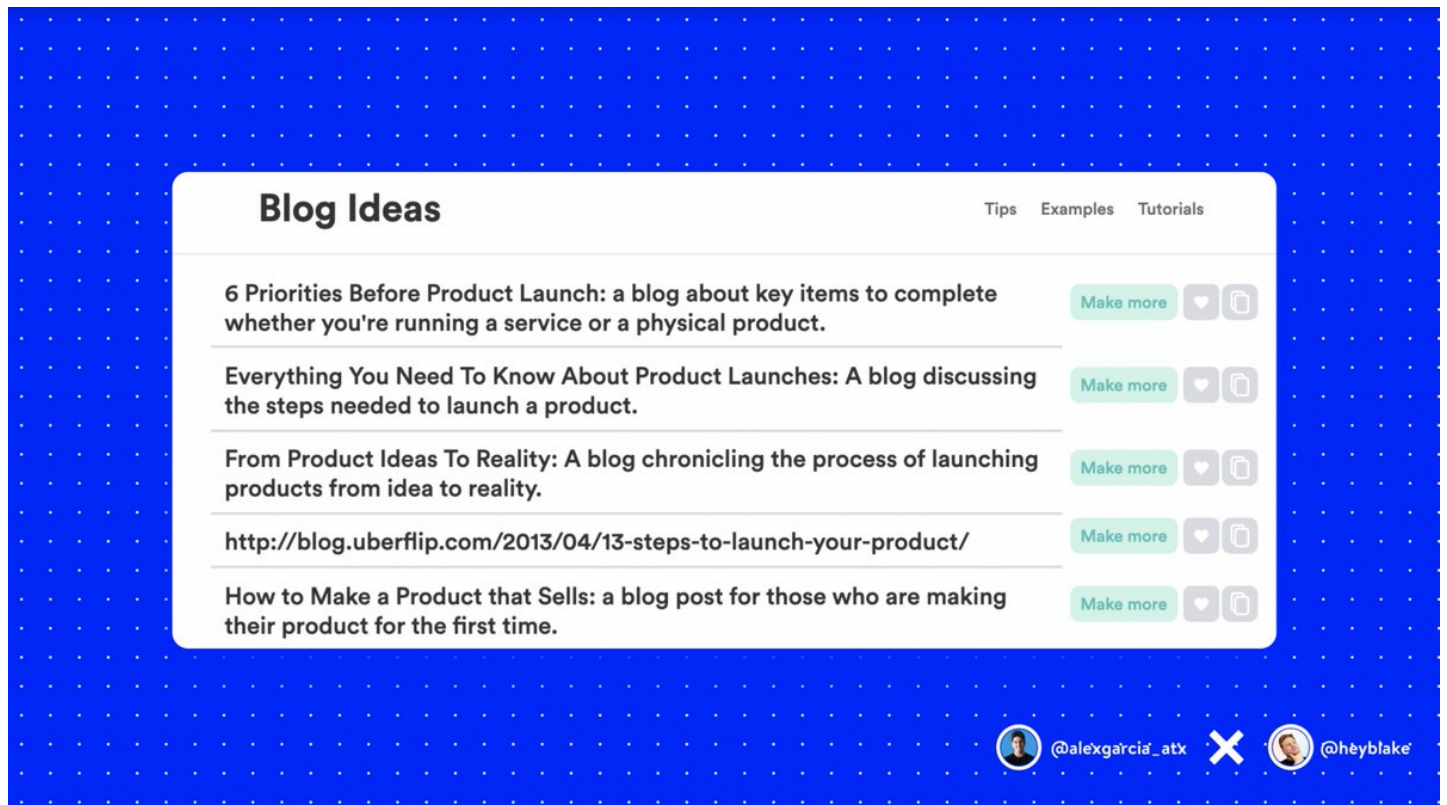 Blog Ideas
Tips Examples Tutorials
6 Priorities Before Product Launch: a blog about key items to complete
whether you're running a service or a physical product.
Make more
Everything You Need To Know About Product Launches: A blog discussing
the steps needed to launch a product.
Make more
From Product Ideas To Reality: A blog chronicling the process of launching
products from idea to reality.
Make more
http://blog.uberflip.com/2013/04/13-steps-to-launch-your-product/
Make more
How to Make a Product that Sells: a blog post for those who are making
their product for the first time.
Make more
@alexgarcia_atx
@heyblake